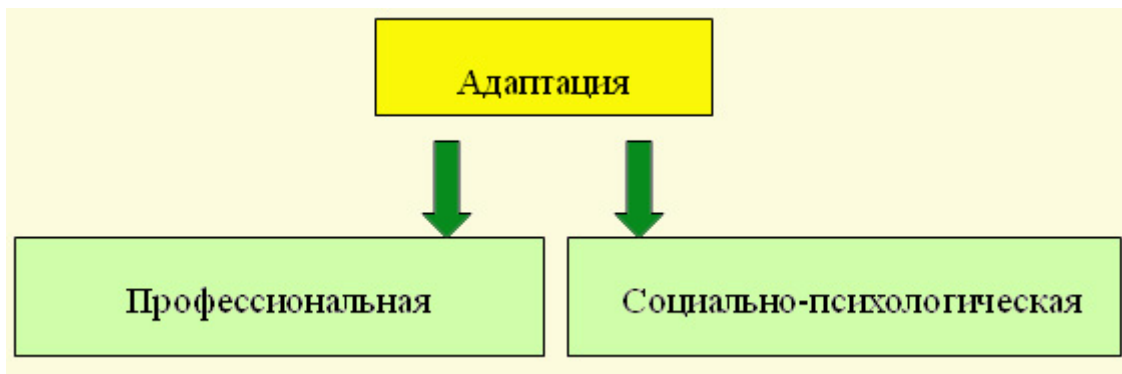 Адаптация
Профессиональная
Социально-психологическая